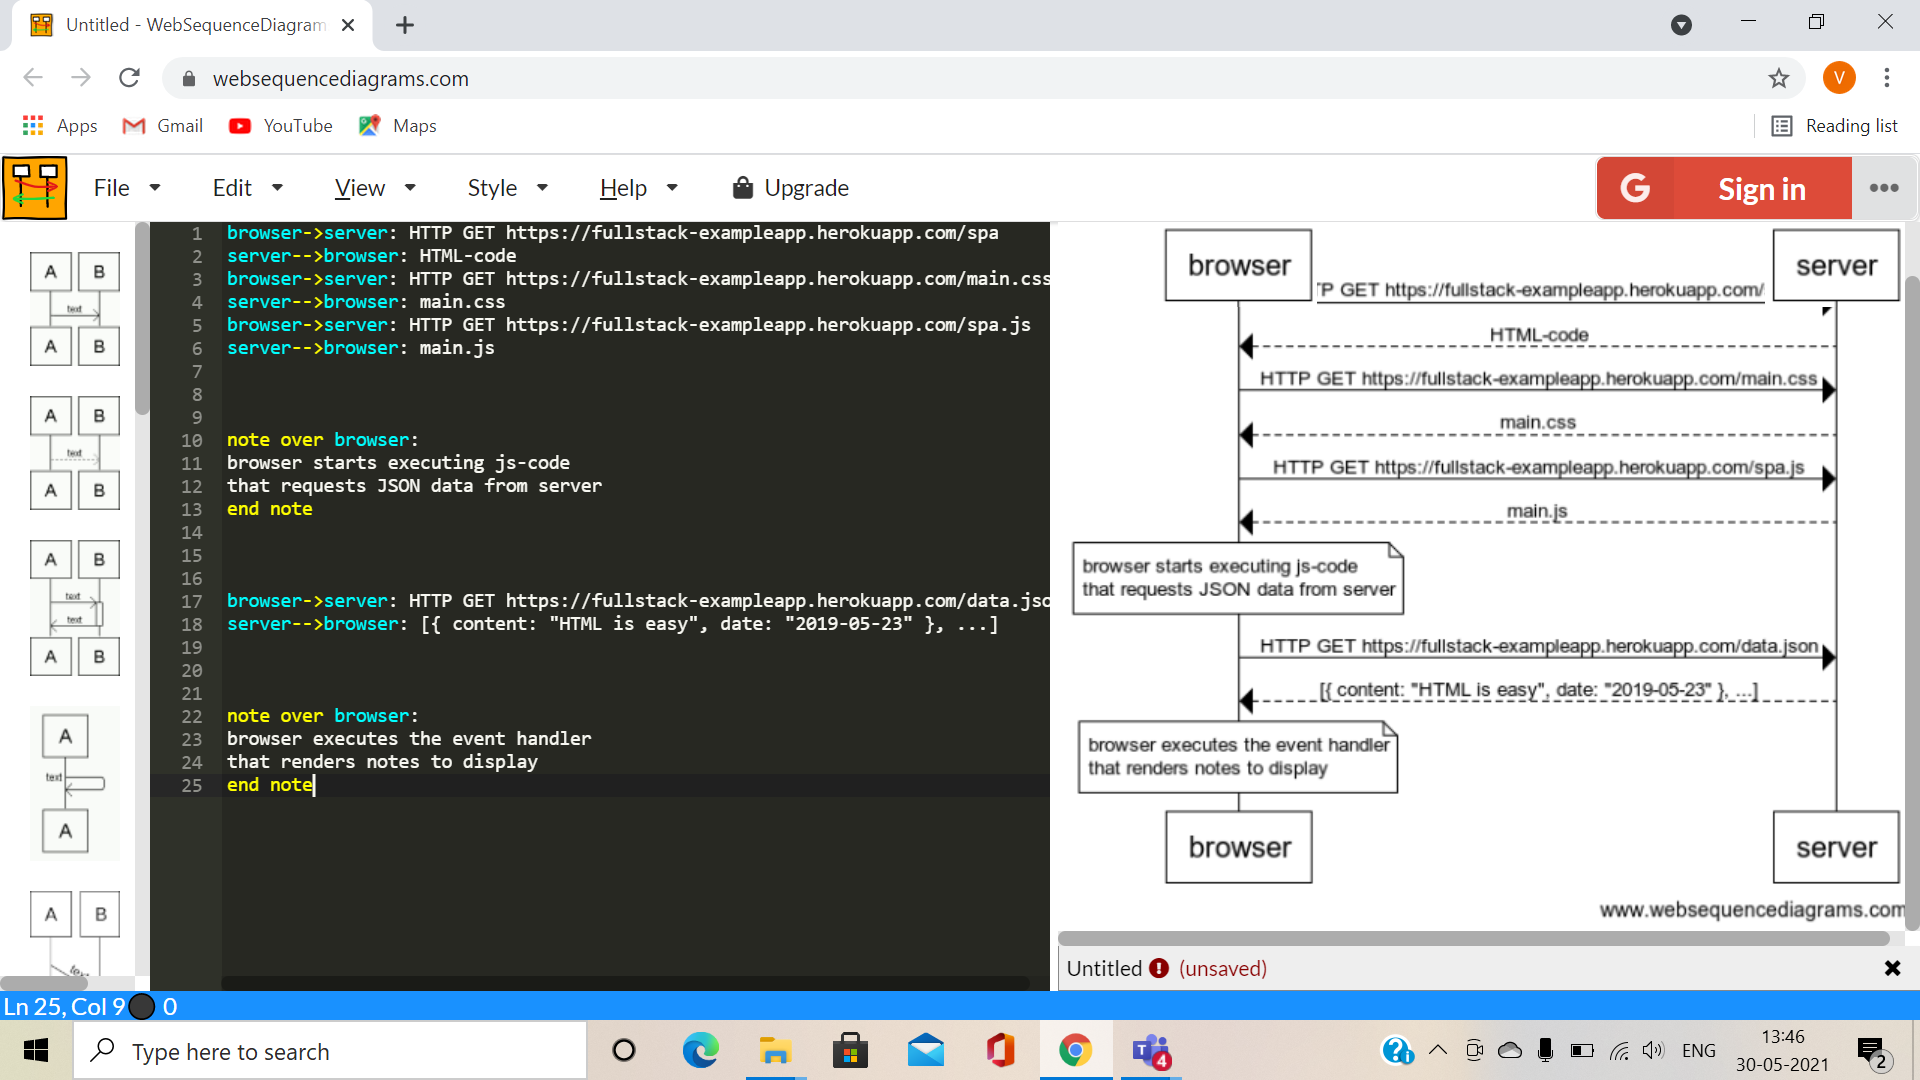 Untitled - WebSequenceDiagram
websequencediagrams.com
V
Apps
Gmail
YouTube
Maps
Reading list
File
Edit
View
Style
Help
Upgrade
G
Sign in
A B
text
A B
A B
text
A B
A B
text
text
A B
A
text
A
A B
text
1 browser->server: HTTP GET https://fullstack-exampleapp.herokuapp.com/spa
2 server-->browser: HTML-code
3 browser->server: HTTP GET https://fullstack-exampleapp.herokuapp.com/main.css
4 server-->browser: main.css
5 browser->server: HTTP GET https://fullstack-exampleapp.herokuapp.com/spa.js
6 server-->browser: main.js
7
8
9
10 note over browser:
11 browser starts executing js-code
12 that requests JSON data from server
13 end note
14
15
16
17 browser->server: HTTP GET https://fullstack-exampleapp.herokuapp.com/data.jso
18 server-->browser: [{ content: "HTML is easy", date: "2019-05-23" }, ...]
19
20
21
22 note over browser:
23 browser executes the event handler
24 that renders notes to display
25 end note
browser
server
P GET https://fullstack-exampleapp.herokuapp.com/
HTML-code
HTTP GET https://fullstack-exampleapp.herokuapp.com/main.css
main.css
HTTP GET https://fullstack-exampleapp.herokuapp.com/spa.js
main.js
browser starts executing js-code
that requests JSON data from server
HTTP GET https://fullstack-exampleapp.herokuapp.com/data.json
[{ content: "HTML is easy", date: "2019-05-23" }, ...]
browser executes the event handler
that renders notes to display
browser
server
www.websequencediagrams.com
Untitled (unsaved)
Ln 25, Col 9 0
Type here to search
4
ENG
13:46
30-05-2021
2